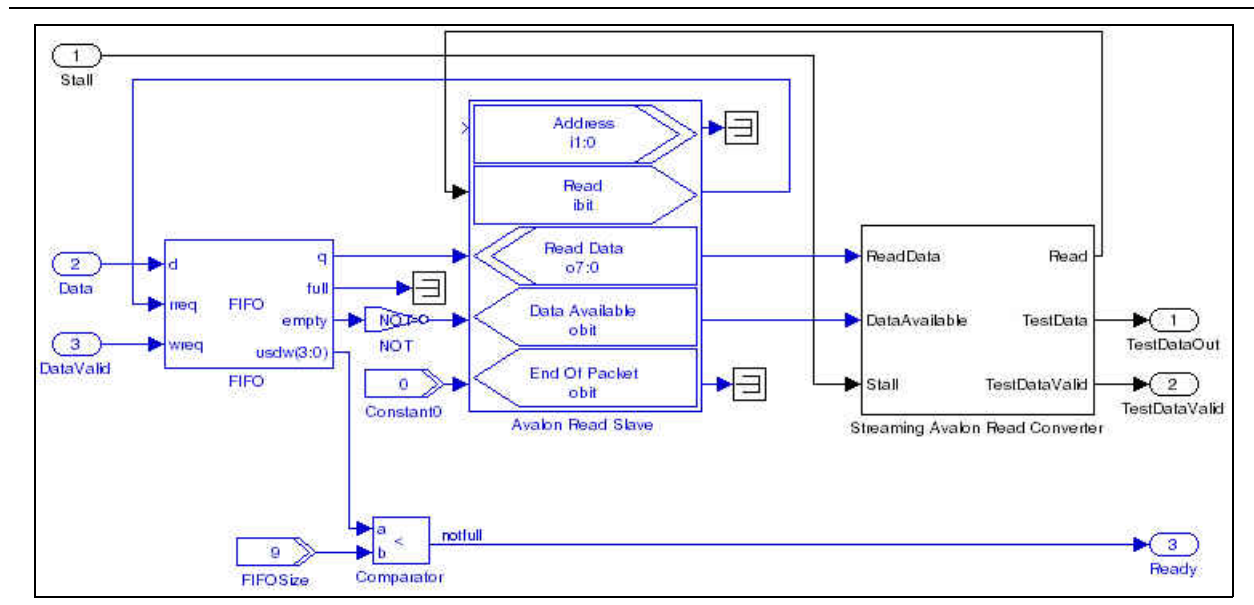 1
Stall
Address
i1:0
Read
ibit
2
Data
3
DataValid
d
rreq
wreq
FIFO
q
full
empty
usdw(3:0)
FIFO
NOT
NOT
0
Constant0
Read Data
o7:0
Data Available
obit
End Of Packet
obit
Avalon Read Slave
ReadData
DataAvailable
Stall
Read
TestData
TestDataValid
Streaming Avalon Read Converter
1
TestDataOut
2
TestDataValid
9
FIFOSize
a
b
<
Comparator
notfull
3
Ready